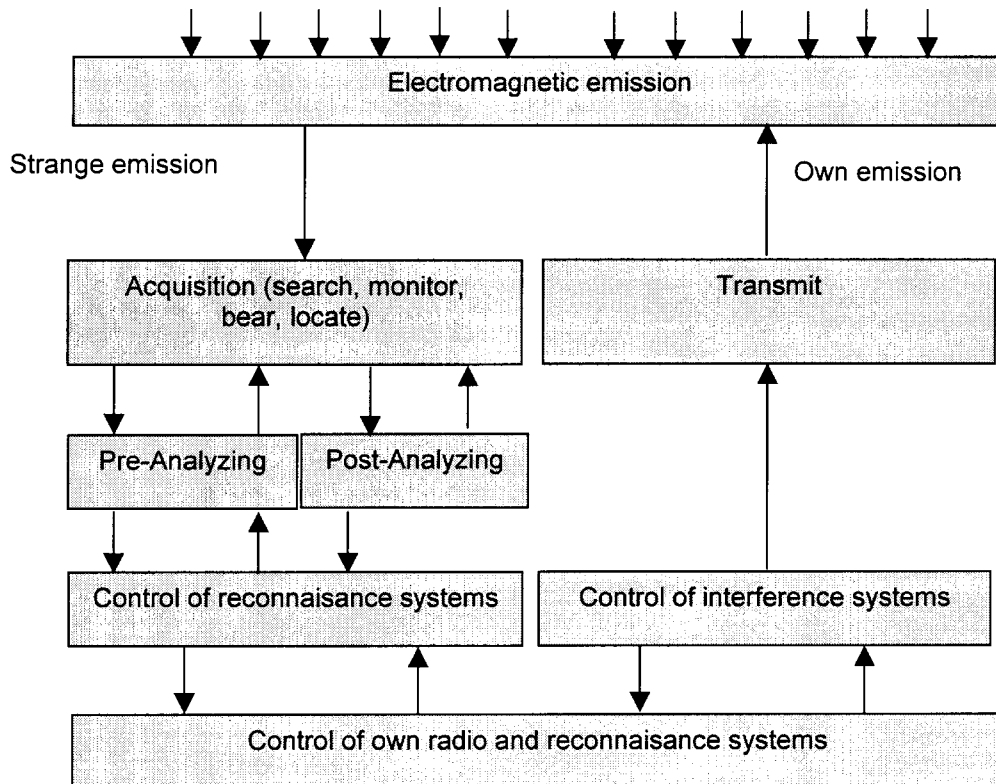 Electromagnetic emission
Strange emission
Own emission
Acquisition (search, monitor,
bear, locate)
Transmit
Pre-Analyzing
Post-Analyzing
Control of reconnaisance systems
Control of interference systems
Control of own radio and reconnaisance systems